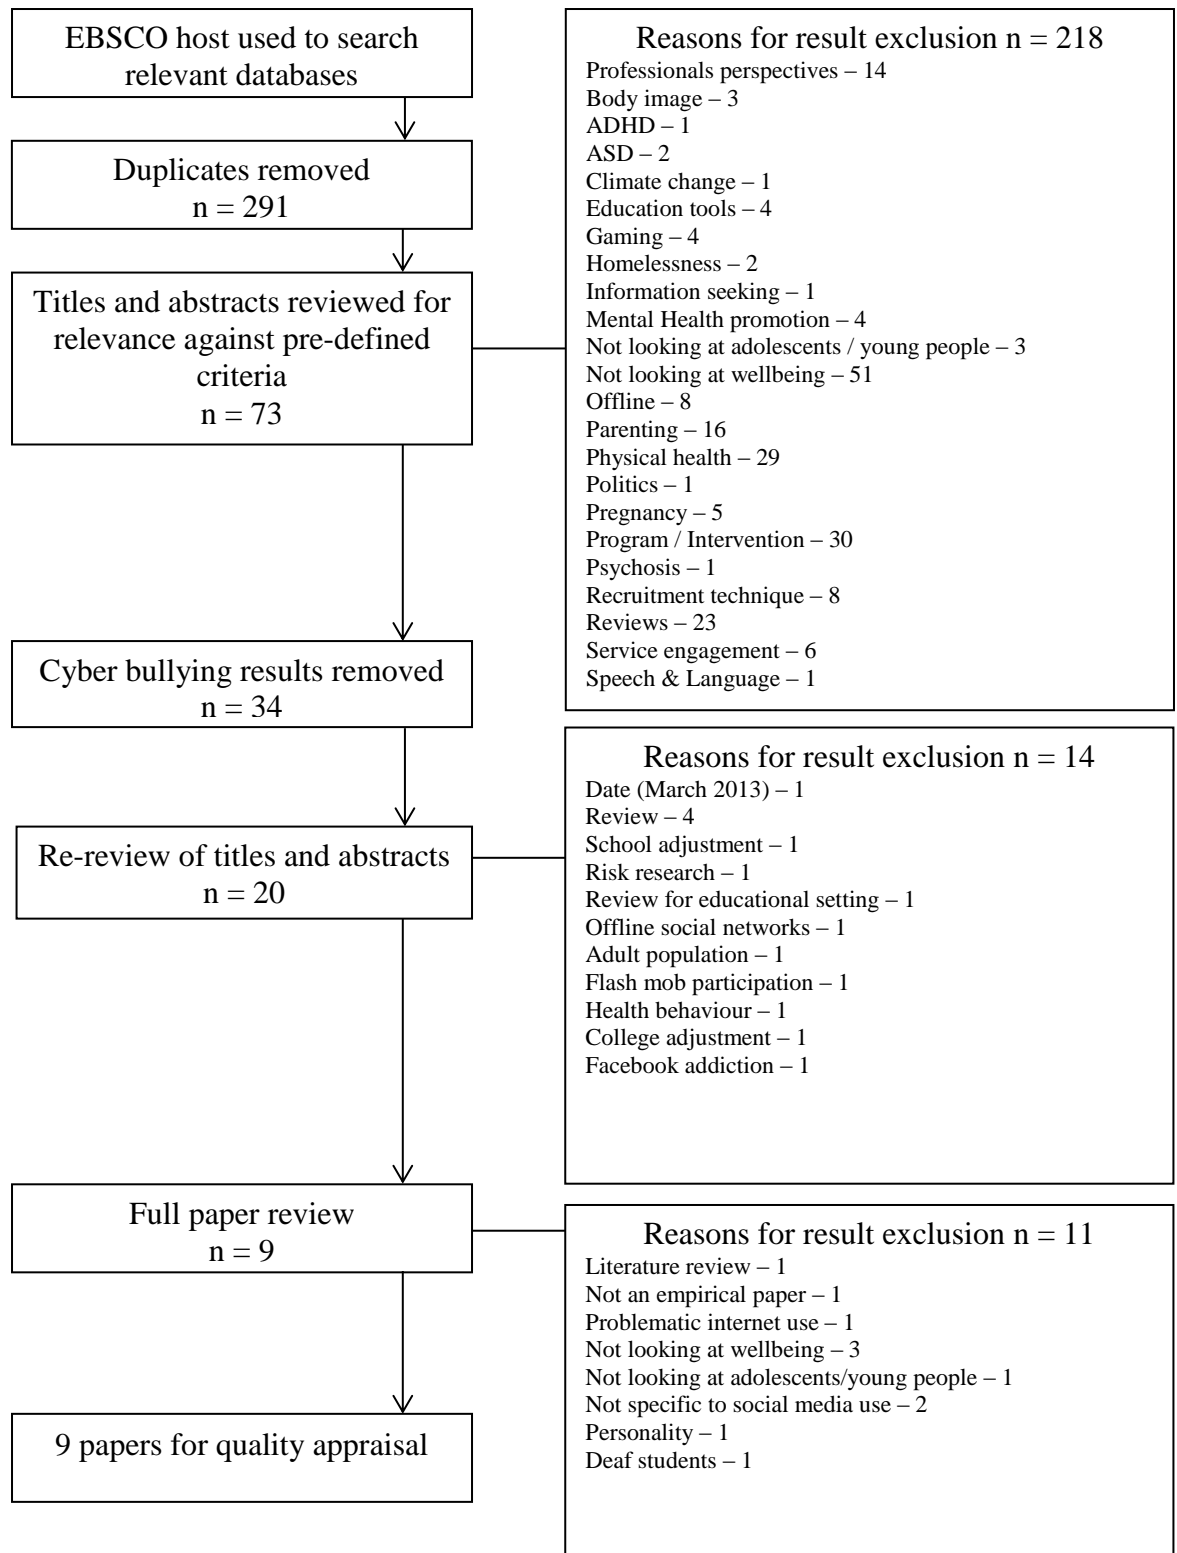 EBSCO host used to search
relevant databases
Duplicates removed
n = 291
Titles and abstracts reviewed for
relevance against pre-defined
criteria
n = 73
Cyber bullying results removed
n = 34
Re-review of titles and abstracts
n = 20
Full paper review
n = 9
9 papers for quality appraisal
Reasons for result exclusion n = 218
Professionals perspectives – 14
Body image – 3
ADHD – 1
ASD – 2
Climate change – 1
Education tools – 4
Gaming – 4
Homelessness – 2
Information seeking – 1
Mental Health promotion – 4
Not looking at adolescents / young people – 3
Not looking at wellbeing – 51
Offline – 8
Parenting – 16
Physical health – 29
Politics – 1
Pregnancy – 5
Program / Intervention – 30
Psychosis – 1
Recruitment technique – 8
Reviews – 23
Service engagement – 6
Speech & Language – 1
Reasons for result exclusion n = 14
Date (March 2013) – 1
Review – 4
School adjustment – 1
Risk research – 1
Review for educational setting – 1
Offline social networks – 1
Adult population – 1
Flash mob participation – 1
Health behaviour – 1
College adjustment – 1
Facebook addiction – 1
Reasons for result exclusion n = 11
Literature review – 1
Not an empirical paper – 1
Problematic internet use – 1
Not looking at wellbeing – 3
Not looking at adolescents/young people – 1
Not specific to social media use – 2
Personality – 1
Deaf students – 1